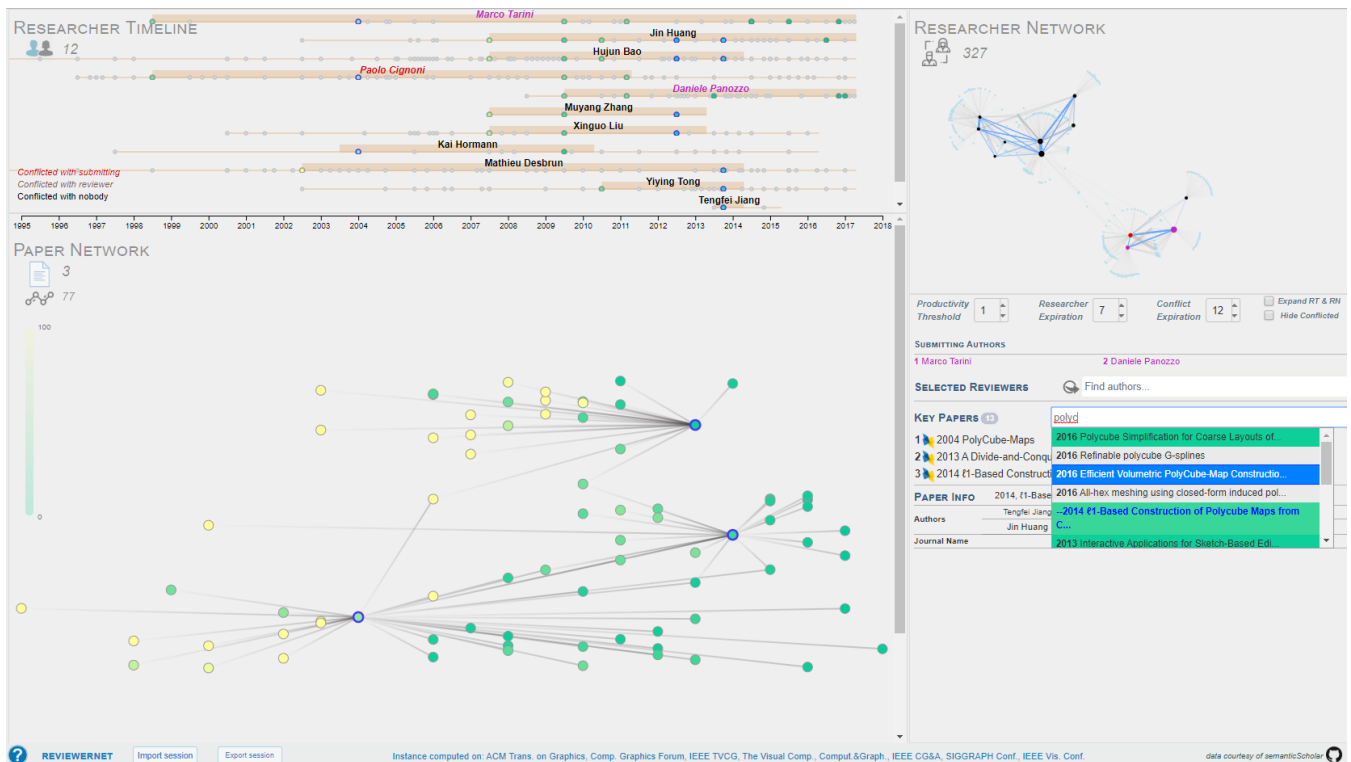 RESEARCHER TIMELINE
12
Marco Tarini
Jin Huang
Hujun Bao
Paolo Cignoni
Daniele Panozzo
Muyang Zhang
Xinguo Liu
Kai Hormann
Mathieu Desbrun
Yiying Tong
Tengfei Jiang
Conflicted with submitting
Conflicted with reviewer
Conflicted with nobody
1995 1996 1997 1998 1999 2000 2001 2002 2003 2004 2005 2006 2007 2008 2009 2010 2011 2012 2013 2014 2015 2016 2017 2018
PAPER NETWORK
3
77
100
0
RESEARCHER NETWORK
327
Productivity Threshold 1
Researcher Expiration 7
Conflict Expiration 12
Expand RT & RN
Hide Conflicted
SUBMITTING AUTHORS
1 Marco Tarini 2 Daniele Panozzo
SELECTED REVIEWERS Find authors...
KEY PAPERS 13 polyc
1 2004 PolyCube-Maps
2 2013 A Divide-and-Conqu
3 2014 ℓ1-Based Constructi
2016 Polycube Simplification for Coarse Layouts of...
2016 Refinable polycube G-splines
2016 Efficient Volumetric PolyCube-Map Constructio...
2016 All-hex meshing using closed-form induced pol...
--2014 ℓ1-Based Construction of Polycube Maps from
C...
2013 Interactive Applications for Sketch-Based Edi...
PAPER INFO 2014, ℓ1-Base
Authors Tengfei Jiang
Jin Huang
Journal Name
? REVIEWERNET Import session Export session Instance computed on: ACM Trans. on Graphics, Comp. Graphics Forum, IEEE TVCG, The Visual Comp., Comput.&Graph., IEEE CG&A, SIGGRAPH Conf., IEEE Vis. Conf. data courtesy of semanticScholar